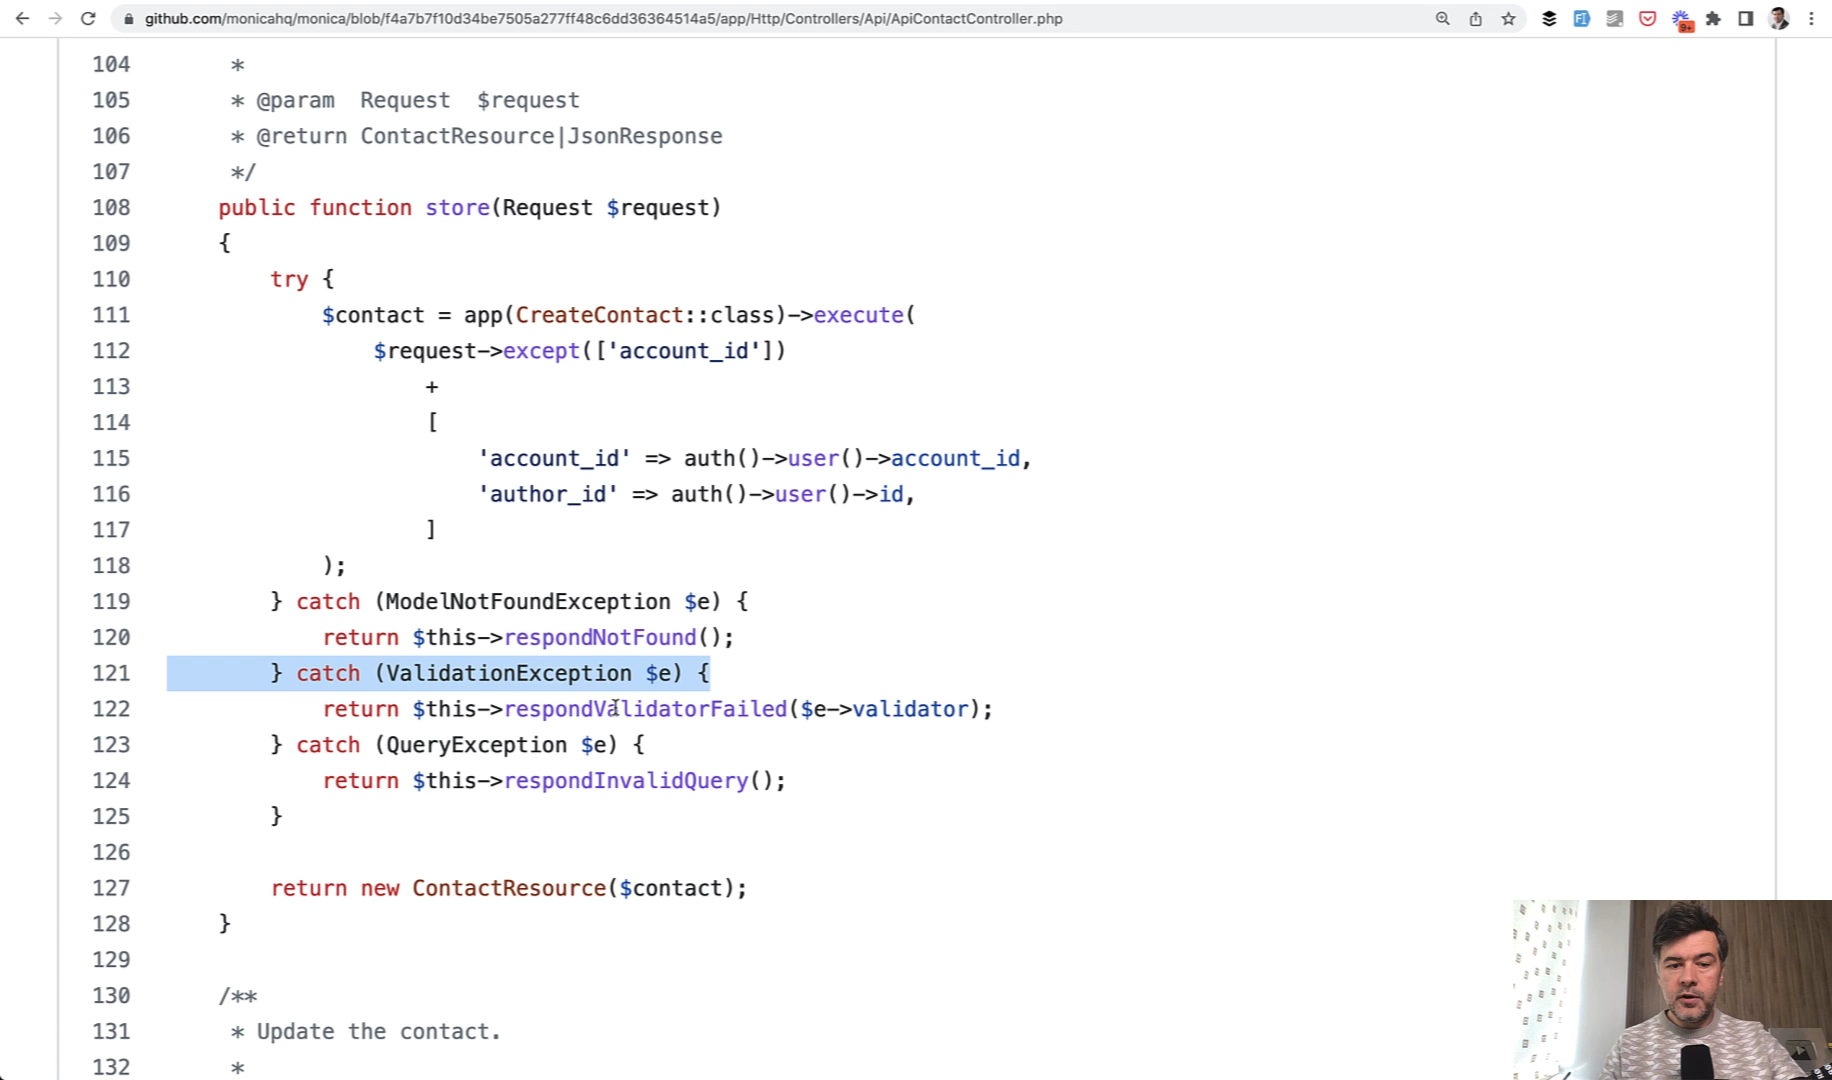 github.com/monicahq/monica/blob/f4a7b7f10d34be7505a277ff48c6dd36364514a5/app/Http/Controllers/Api/ApiContactController.php
9+
104 *
105 * @param  Request  $request
106 * @return ContactResource|JsonResponse
107 */
108 public function store(Request $request)
109 {
110 try {
111 $contact = app(CreateContact::class)->execute(
112 $request->except(['account_id'])
113 +
114 [
115 'account_id' => auth()->user()->account_id,
116 'author_id' => auth()->user()->id,
117 ]
118 );
119 } catch (ModelNotFoundException $e) {
120 return $this->respondNotFound();
121 } catch (ValidationException $e) {
122 return $this->respondValidatorFailed($e->validator);
123 } catch (QueryException $e) {
124 return $this->respondInvalidQuery();
125 }
126
127 return new ContactResource($contact);
128 }
129
130 /**
131 * Update the contact.
132 *